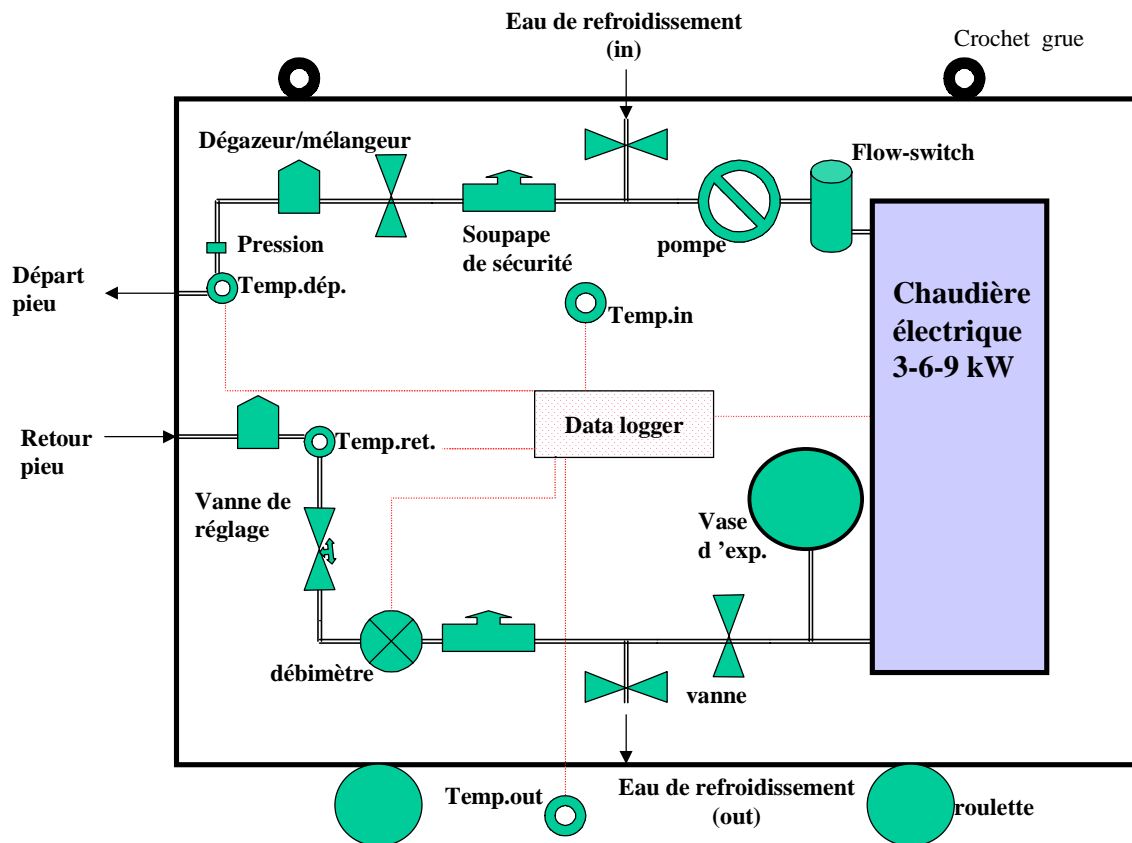 Eau de refroidissement
(in)
Crochet grue
Dégazeur/mélangeur
Flow-switch
Soupape
de sécurité
pompe
Pression
Départ
pieu
Temp.dép.
Temp.in
Chaudière
électrique
3-6-9 kW
Data logger
Retour
pieu
Temp.ret.
Vanne de
réglage
Vase
d ’exp.
débimètre
vanne
Temp.out
Eau de refroidissement
(out)
roulette